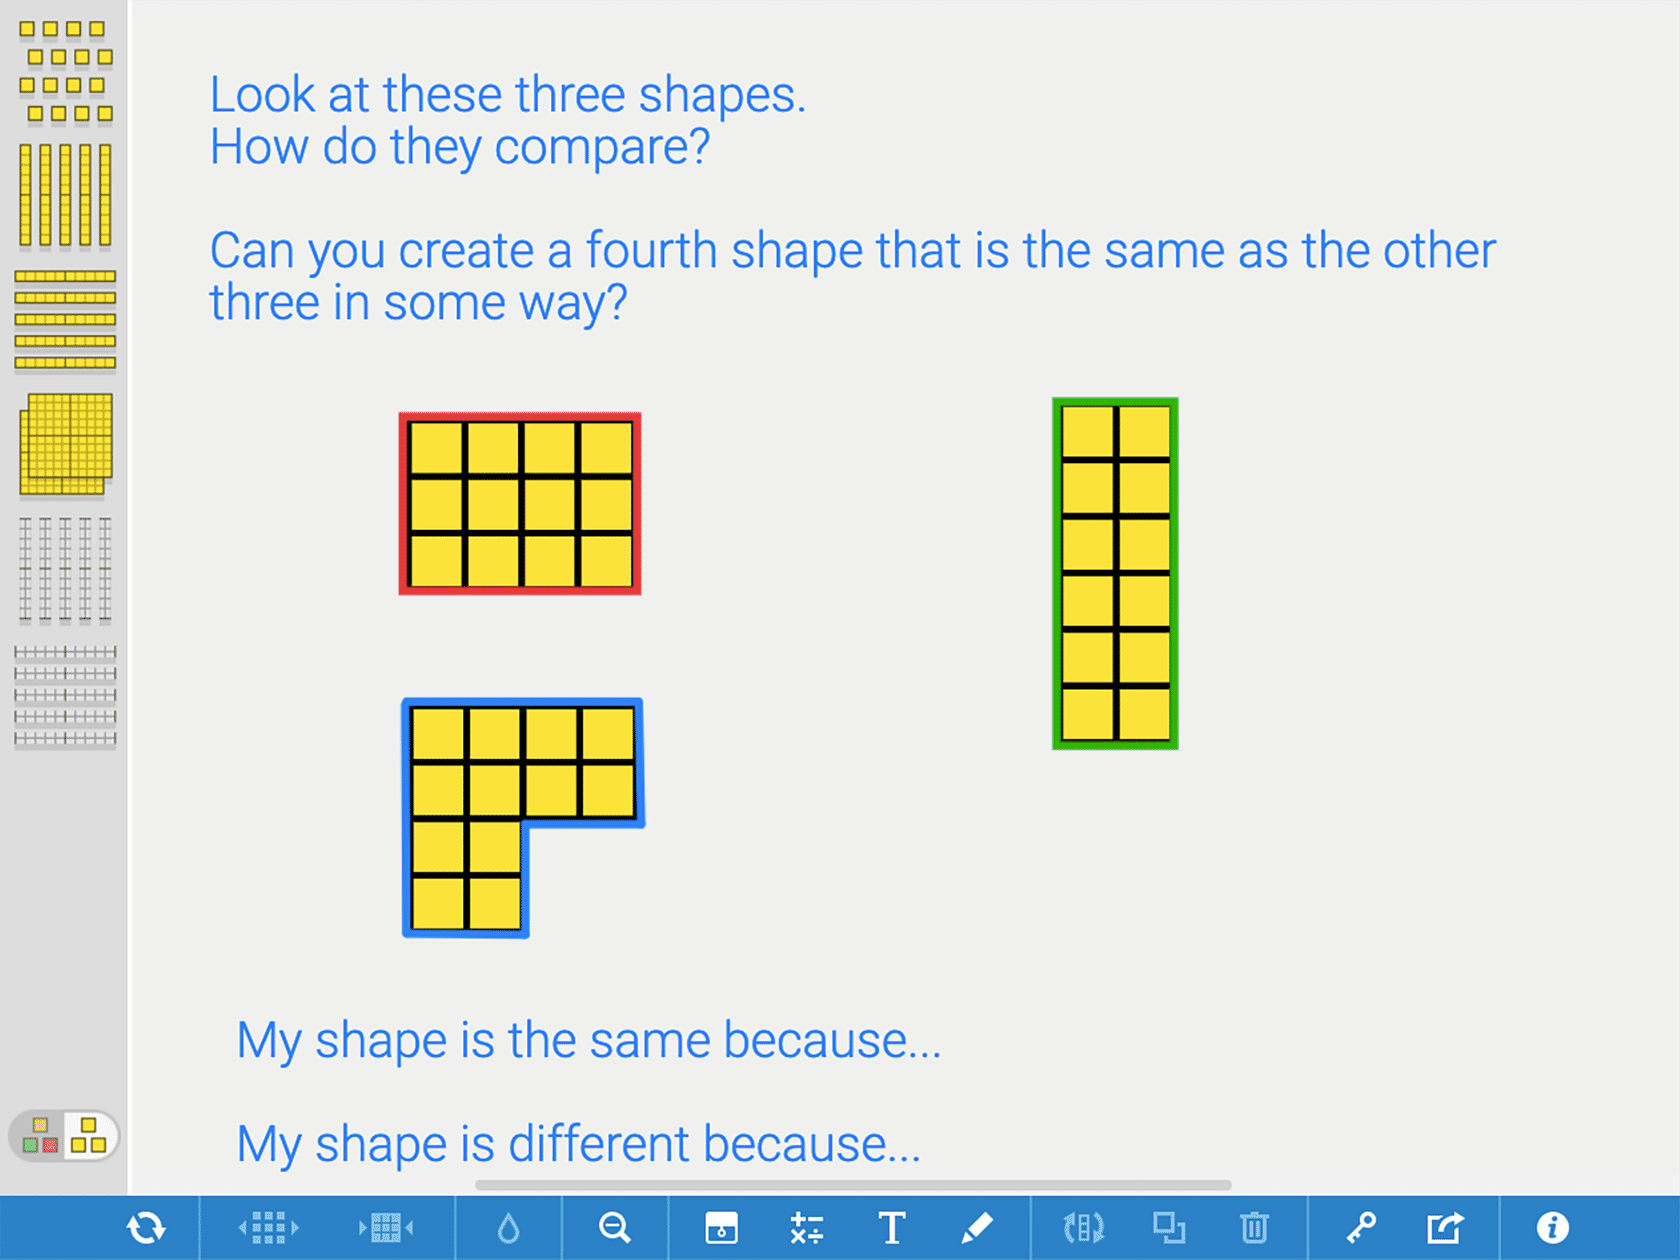 Look at these three shapes.
How do they compare?
Can you create a fourth shape that is the same as the other
three in some way?
My shape is the same because...
My shape is different because...